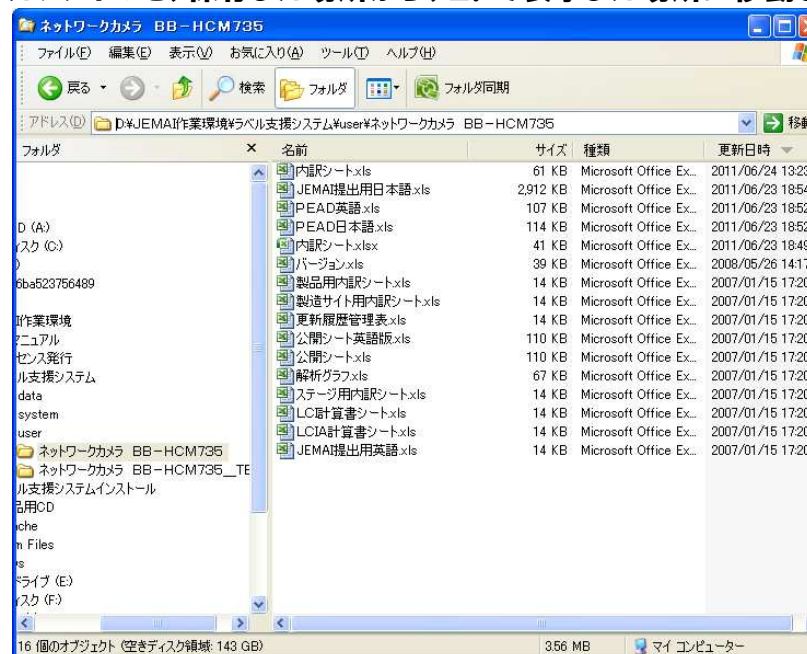 ネットワークカメラ BB-HCM735
ファイル(F) 編集(E) 表示(V) お気に入り(A) ツール(T) ヘルプ(H)
戻る 検索 フォルダ フォルダ同期
アドレス(D) D:¥JEMAI作業環境¥ラベル支援システム¥user¥ネットワークカメラ BB-HCM735 移動
フォルダ × 名前 サイズ 種類 更新日時
内訳シート.xls 61 KB Microsoft Office Ex... 2011/06/24 13:23
JEMAI提出用日本語.xls 2,912 KB Microsoft Office Ex... 2011/06/23 18:54
PEAD英語.xls 107 KB Microsoft Office Ex... 2011/06/23 18:52
D (A:) PEAD日本語.xls 114 KB Microsoft Office Ex... 2011/06/23 18:52
ィスク (C:) 内訳シート.xlsx 41 KB Microsoft Office Ex... 2011/06/23 18:49
) バージョン.xls 39 KB Microsoft Office Ex... 2008/05/26 14:17
6ba523756489 製品用内訳シート.xls 14 KB Microsoft Office Ex... 2007/01/15 17:20
製造サイト用内訳シート.xls 14 KB Microsoft Office Ex... 2007/01/15 17:20
I作業環境 更新履歴管理表.xls 14 KB Microsoft Office Ex... 2007/01/15 17:20
マニュアル 公開シート英語版.xls 110 KB Microsoft Office Ex... 2007/01/15 17:20
センス発行 公開シート.xls 110 KB Microsoft Office Ex... 2007/01/15 17:20
ル支援システム 解析グラフ.xls 67 KB Microsoft Office Ex... 2007/01/15 17:20
data ステージ用内訳シート.xls 14 KB Microsoft Office Ex... 2007/01/15 17:20
system LCI計算書シート.xls 14 KB Microsoft Office Ex... 2007/01/15 17:20
user LCIA計算書シート.xls 14 KB Microsoft Office Ex... 2007/01/15 17:20
ネットワークカメラ BB-HCM735 JEMAI提出用英語.xls 14 KB Microsoft Office Ex... 2007/01/15 17:20
ネットワークカメラ BB-HCM735__TE
ル支援システムインストール
品用CD
ache
m Files
s
ドライブ (E:)
ィスク (F:)
16 個のオブジェクト (空きディスク領域: 143 GB) 3.56 MB マイ コンピューター